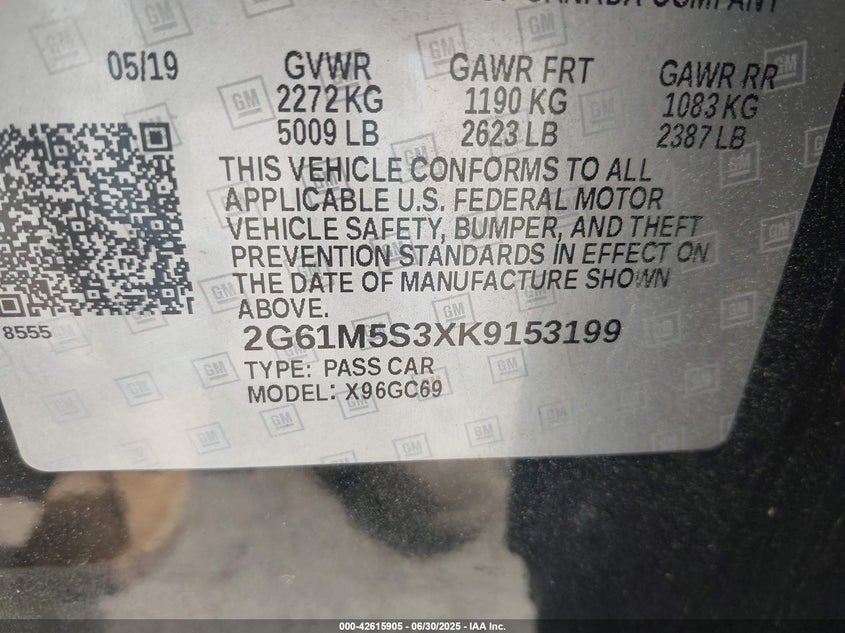 CANADA COMPANY
05/19 GVWR GAWR FRT GAWR RR
2272 KG 1190 KG 1083 KG
5009 LB 2623 LB 2387 LB
THIS VEHICLE CONFORMS TO ALL
APPLICABLE U.S. FEDERAL MOTOR
VEHICLE SAFETY, BUMPER, AND THEFT
PREVENTION STANDARDS IN EFFECT ON
THE DATE OF MANUFACTURE SHOWN
ABOVE.
8555
2G61M5S3XK9153199
TYPE: PASS CAR
MODEL: X96GC69
GM
000-42615905 - 06/30/2025 - IAA Inc.